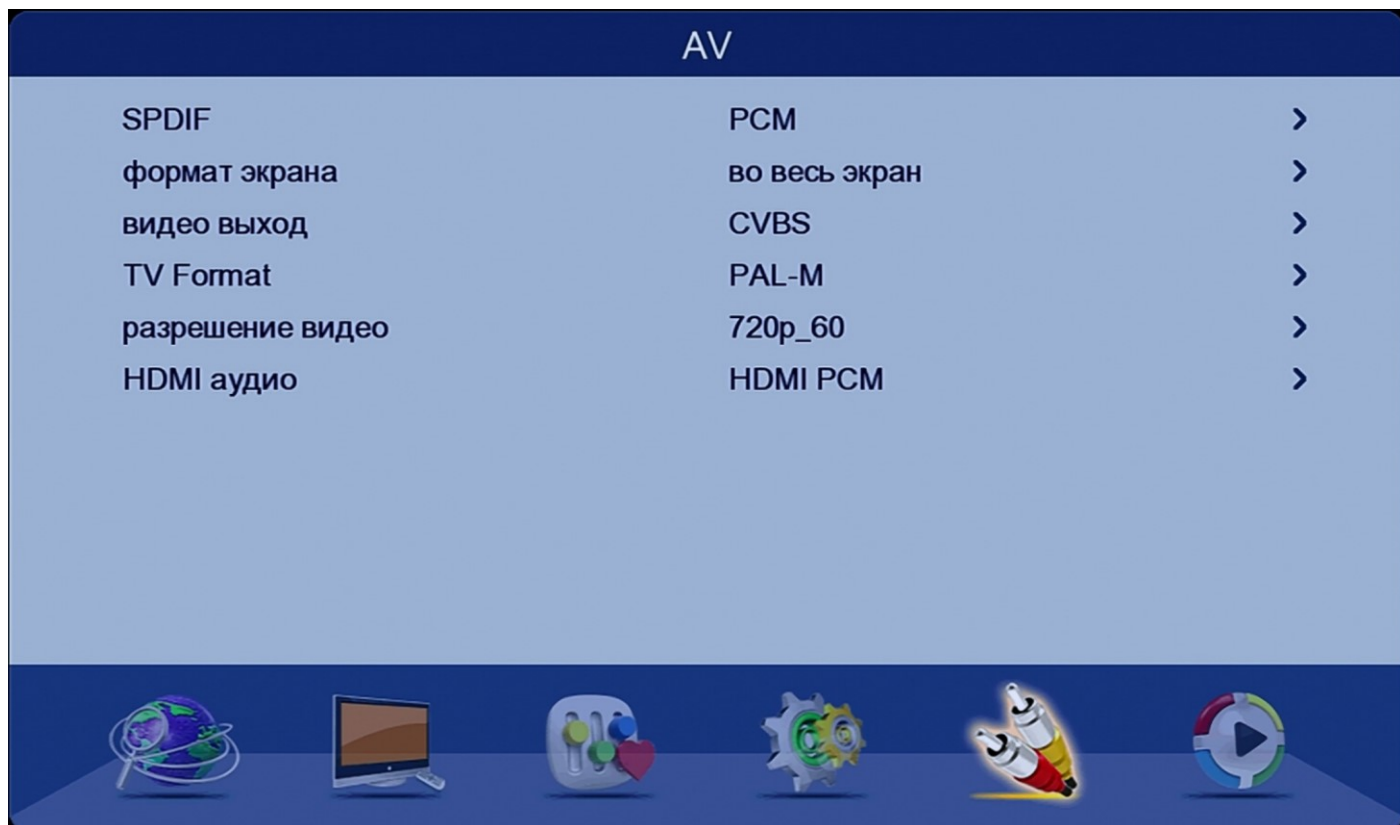 AV
SPDIF PCM
формат экрана во весь экран
видео выход CVBS
TV Format PAL-M
разрешение видео 720p_60
HDMI аудио HDMI PCM